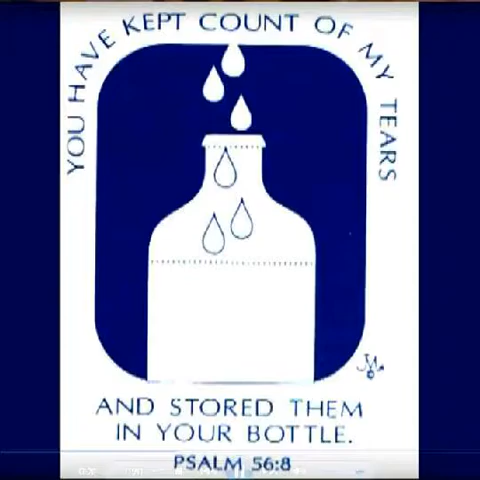 YOU HAVE KEPT COUNT OF MY TEARS
AND STORED THEM
IN YOUR BOTTLE.
PSALM 56:8